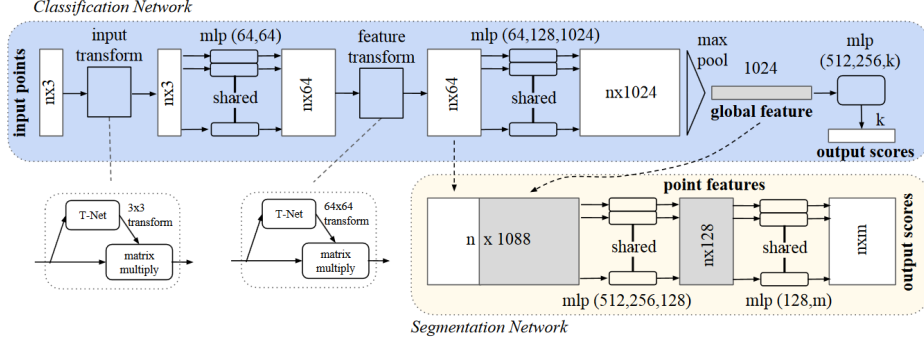 Classification Network
input points
nx3
input
transform
nx3
mlp (64,64)
shared
nx64
feature
transform
nx64
mlp (64,128,1024)
shared
nx1024
max
pool
1024
global feature
mlp
(512,256,k)
k
output scores
T-Net
3x3
transform
matrix
multiply
T-Net
64x64
transform
matrix
multiply
point features
n x 1088
shared
mlp (512,256,128)
nx128
shared
mlp (128,m)
nxm
output scores
Segmentation Network